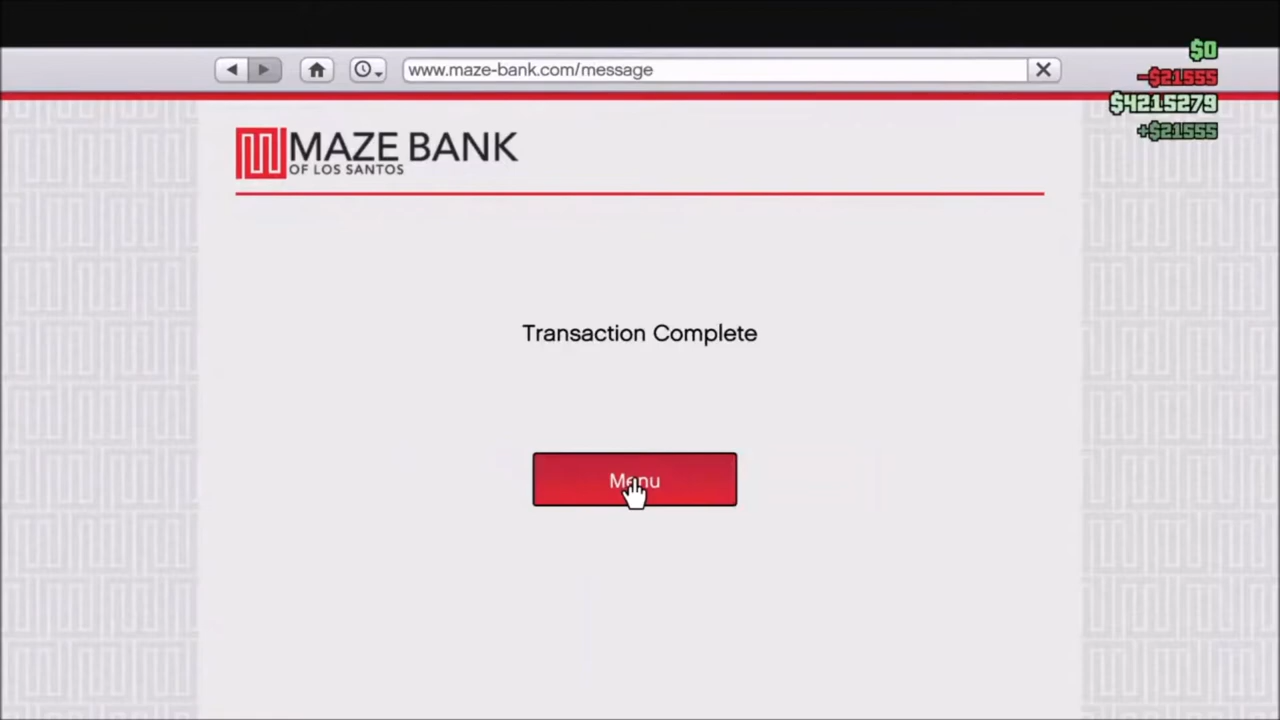 www.maze-bank.com/message
$0
-$21555
$4215279
+$21555
MAZE BANK
OF LOS SANTOS
Transaction Complete
Menu